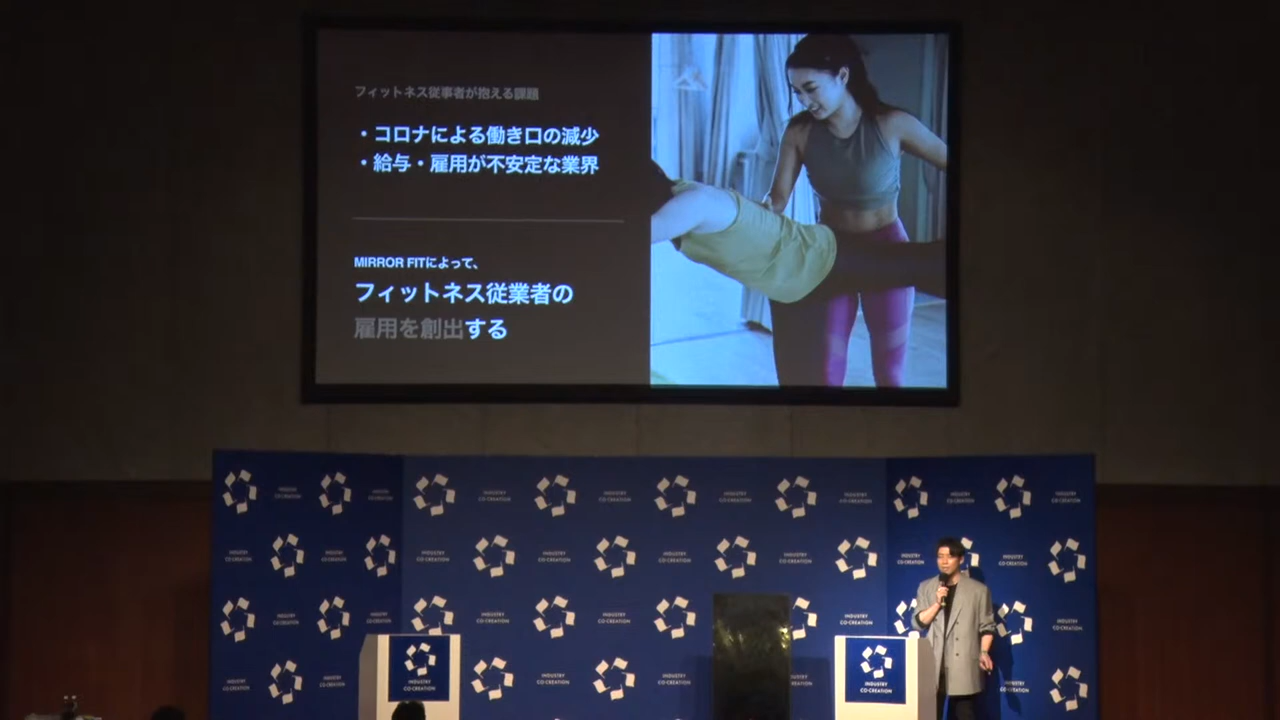 フィットネス従事者が抱える課題
・コロナによる働き口の減少
・給与・雇用が不安定な業界
MIRROR FITによって、
フィットネス従業者の
雇用を創出する
INDUSTRY
CO-CREATION
INDUSTRY
CO-CREATION